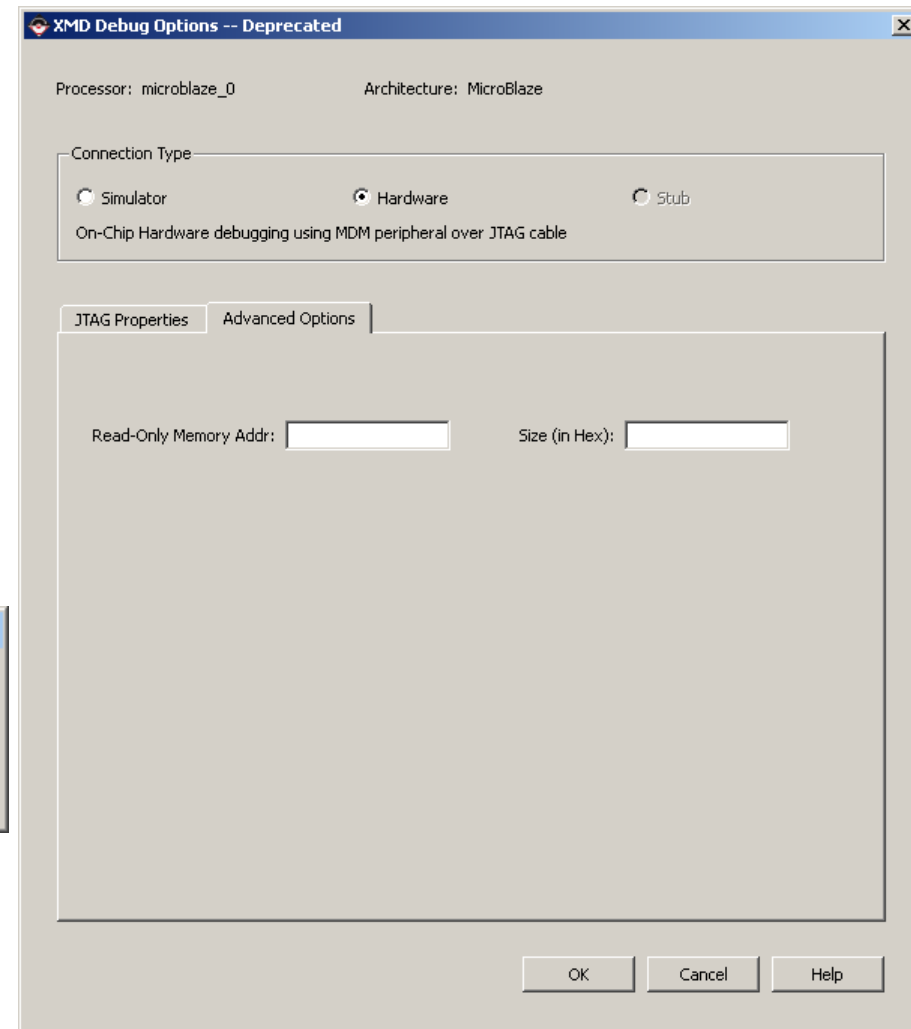 XMD Debug Options -- Deprecated
Processor: microblaze_0 Architecture: MicroBlaze
Connection Type
Simulator Hardware Stub
On-Chip Hardware debugging using MDM peripheral over JTAG cable
JTAG Properties Advanced Options
Read-Only Memory Addr: Size (in Hex):
OK Cancel Help